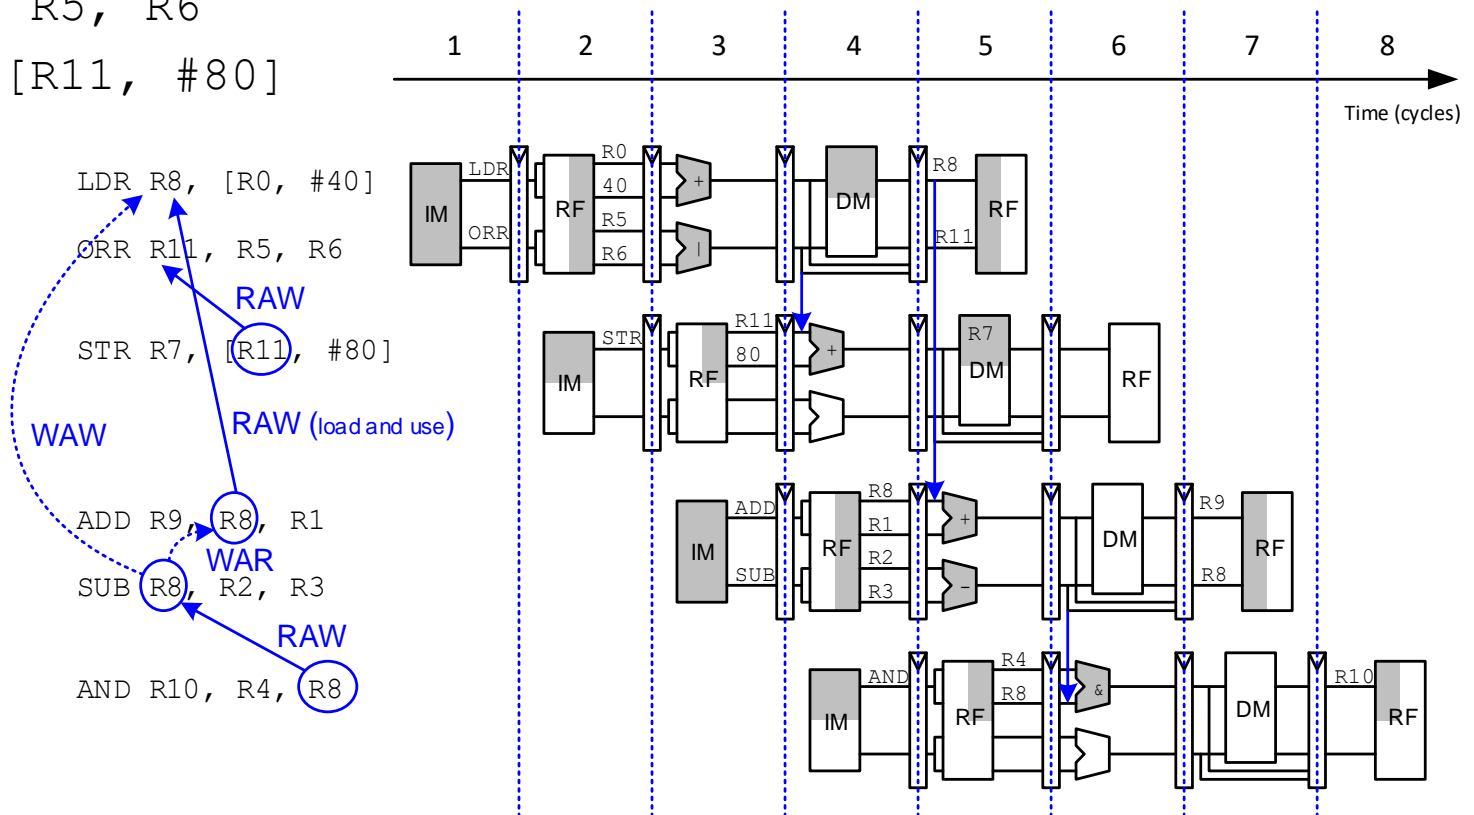 R5, R6
[R11, #80]
1 2 3 4 5 6 7 8
Time (cycles)
LDR R8, [R0, #40]
ORR R11, R5, R6
RAW
STR R7, [R11, #80]
WAW
RAW (load and use)
ADD R9, R8, R1
WAR
SUB R8, R2, R3
RAW
AND R10, R4, R8
IM
LDR
ORR
RF
R0
40
R5
R6
+
|
DM
R8
R11
RF
IM
STR
RF
R11
80
+
R7
DM
RF
IM
ADD
SUB
RF
R8
R1
R2
R3
+
-
DM
R9
R8
RF
IM
AND
RF
R4
R8
&
DM
R10
RF